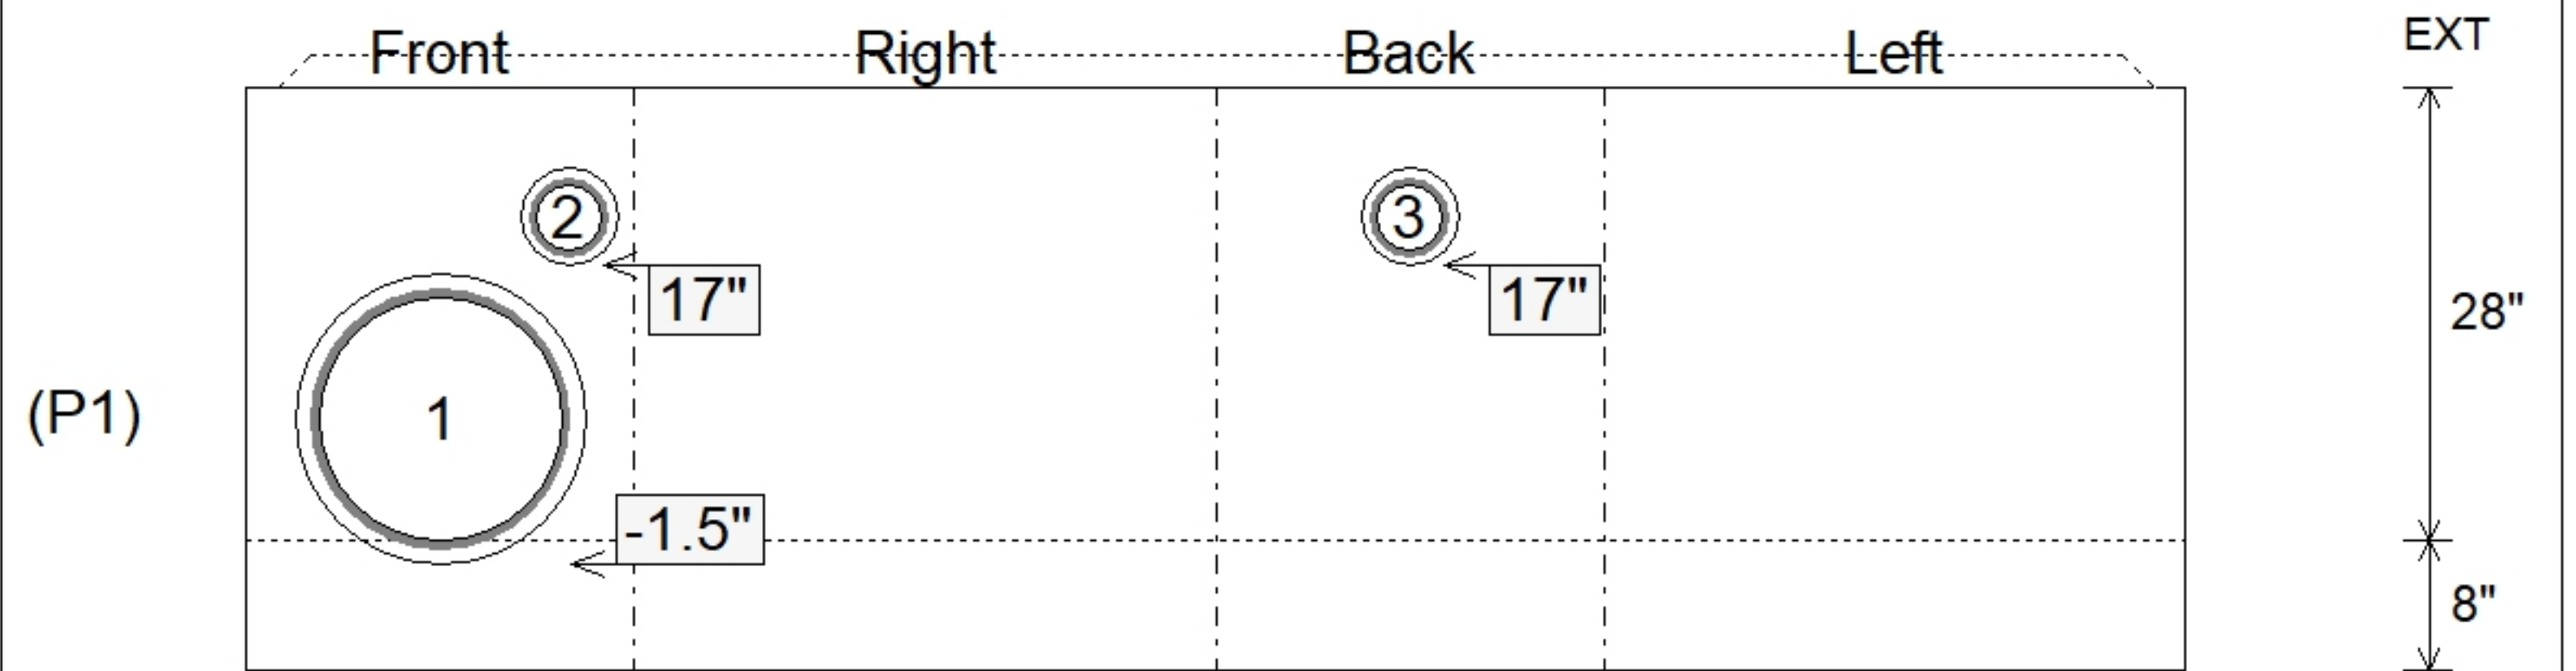 Front Right Back Left EXT
2 3
17" 17" 28"
(P1) 1
-1.5"
8"